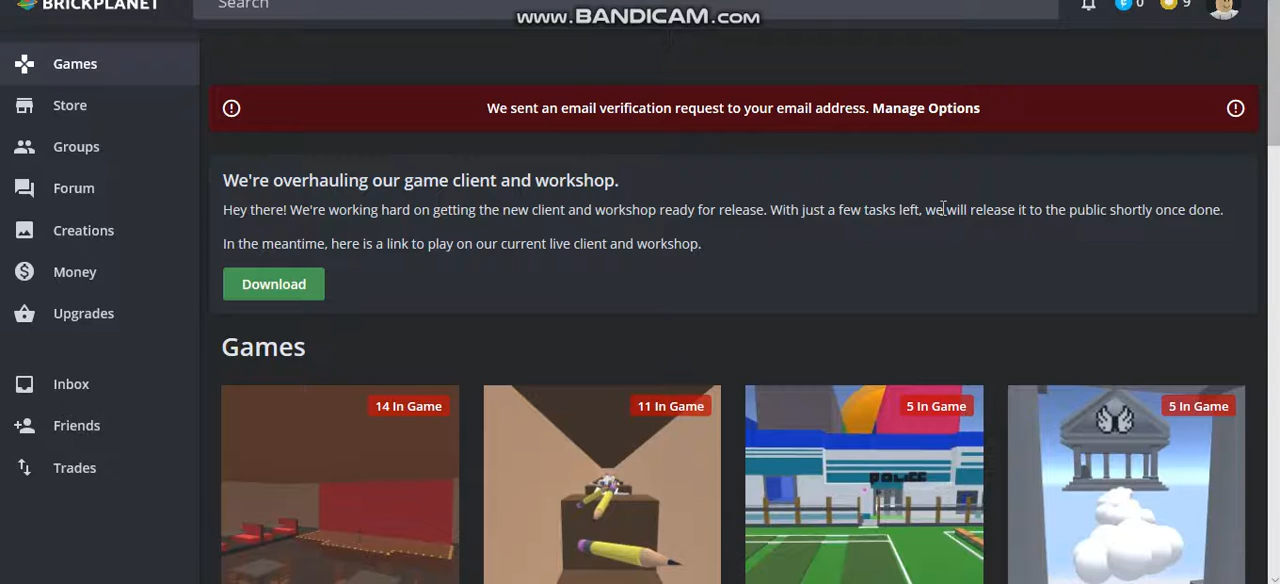 BRICKPLANET
Search
www.BANDICAM.com
0
9
Games
Store
Groups
Forum
Creations
Money
Upgrades
Inbox
Friends
Trades
We sent an email verification request to your email address. Manage Options
We're overhauling our game client and workshop.
Hey there! We're working hard on getting the new client and workshop ready for release. With just a few tasks left, we will release it to the public shortly once done.
In the meantime, here is a link to play on our current live client and workshop.
Download
Games
14 In Game
11 In Game
5 In Game
5 In Game
POLICE